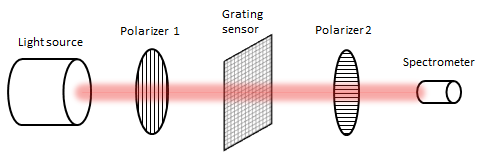 Light source
Polarizer 1
Grating
sensor
Polarizer 2
Spectrometer